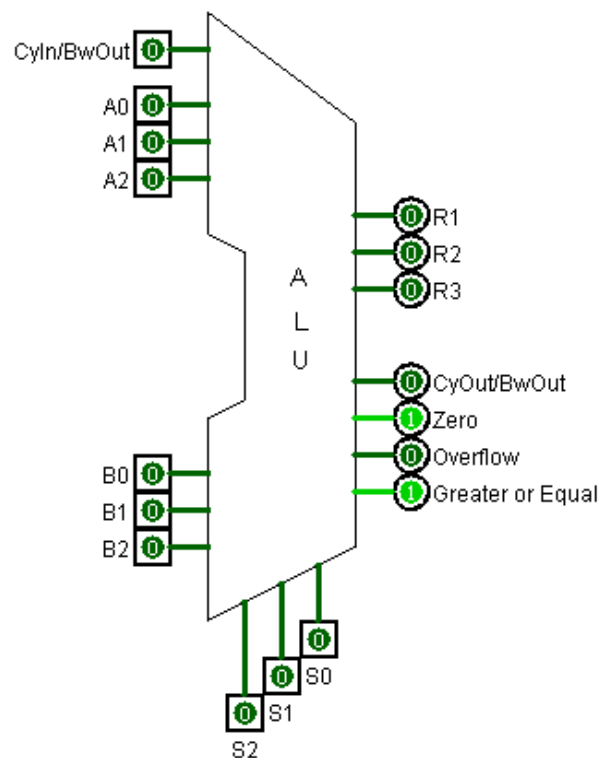 CyIn/BwOut 0
A0 0
A1 0
A2 0
0 R1
0 R2
0 R3
A
L
U
0 CyOut/BwOut
1 Zero
0 Overflow
1 Greater or Equal
B0 0
B1 0
B2 0
0
S0
0
S1
0
S2